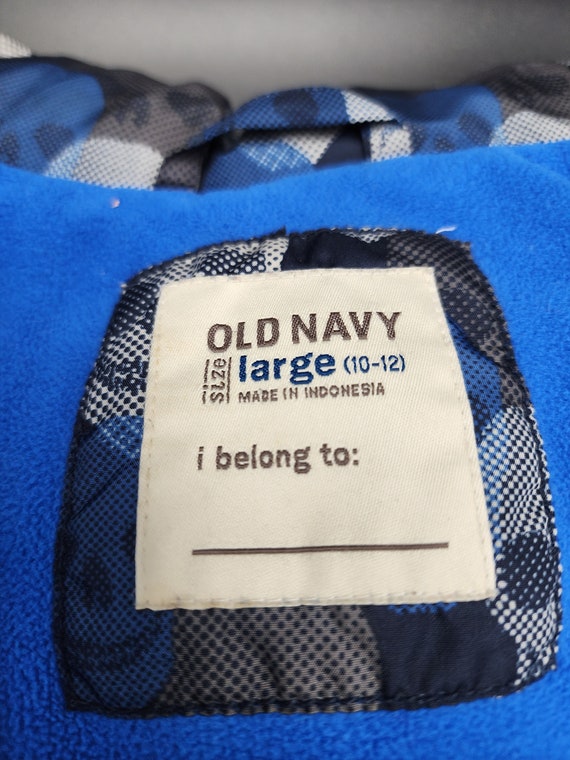 OLD NAVY
size large (10-12)
MADE IN INDONESIA
i belong to: